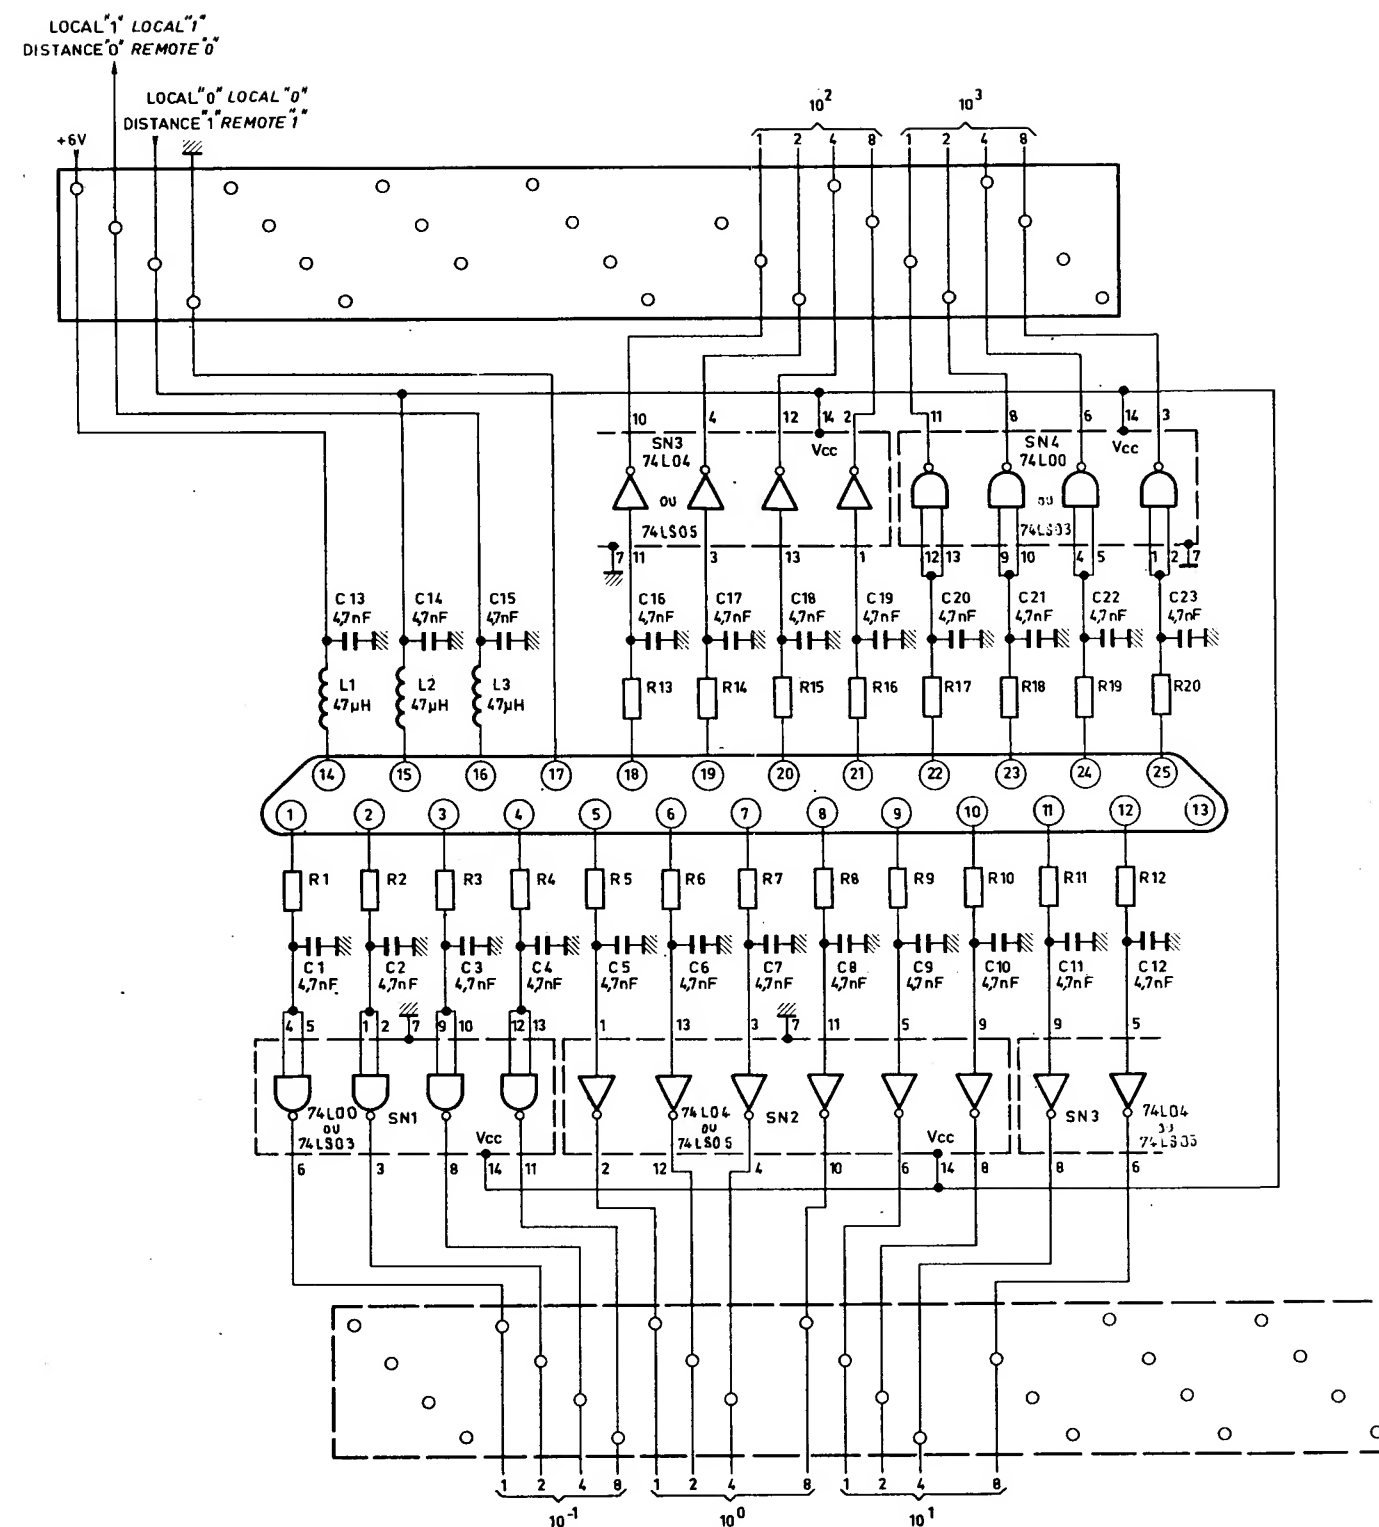 LOCAL"1" LOCAL"1"
DISTANCE"0" REMOTE"0"
LOCAL"0" LOCAL"0"
DISTANCE"1" REMOTE"1"
+6V
10² 10³
1 2 4 8 1 2 4 8
10 4 12 14 2 11 8 6 14 3
SN3 Vcc SN4 Vcc
74L04 74L00
OU OU
74LS05 74LS03
7 11 3 13 1 12 13 9 10 4 5 1 2 7
C13 C14 C15 C16 C17 C18 C19 C20 C21 C22 C23
4,7nF 4,7nF 4,7nF 4,7nF 4,7nF 4,7nF 4,7nF 4,7nF 4,7nF 4,7nF 4,7nF
L1 L2 L3 R13 R14 R15 R16 R17 R18 R19 R20
47µH 47µH 47µH
14 15 16 17 18 19 20 21 22 23 24 25
1 2 3 4 5 6 7 8 9 10 11 12 13
R1 R2 R3 R4 R5 R6 R7 R8 R9 R10 R11 R12
C1 C2 C3 C4 C5 C6 C7 C8 C9 C10 C11 C12
4,7nF 4,7nF 4,7nF 4,7nF 4,7nF 4,7nF 4,7nF 4,7nF 4,7nF 4,7nF 4,7nF 4,7nF
4 5 1 2 7 9 10 12 13 1 13 3 7 11 5 9 9 5
74L00 SN1 74L04 SN2 SN3 74L04
OU OU OU
74LS03 Vcc 74LS05 Vcc
6 3 8 14 11 2 12 4 10 6 14 8 8 6
1 2 4 8 1 2 4 8 1 2 4 8
10⁻¹ 10⁰ 10¹